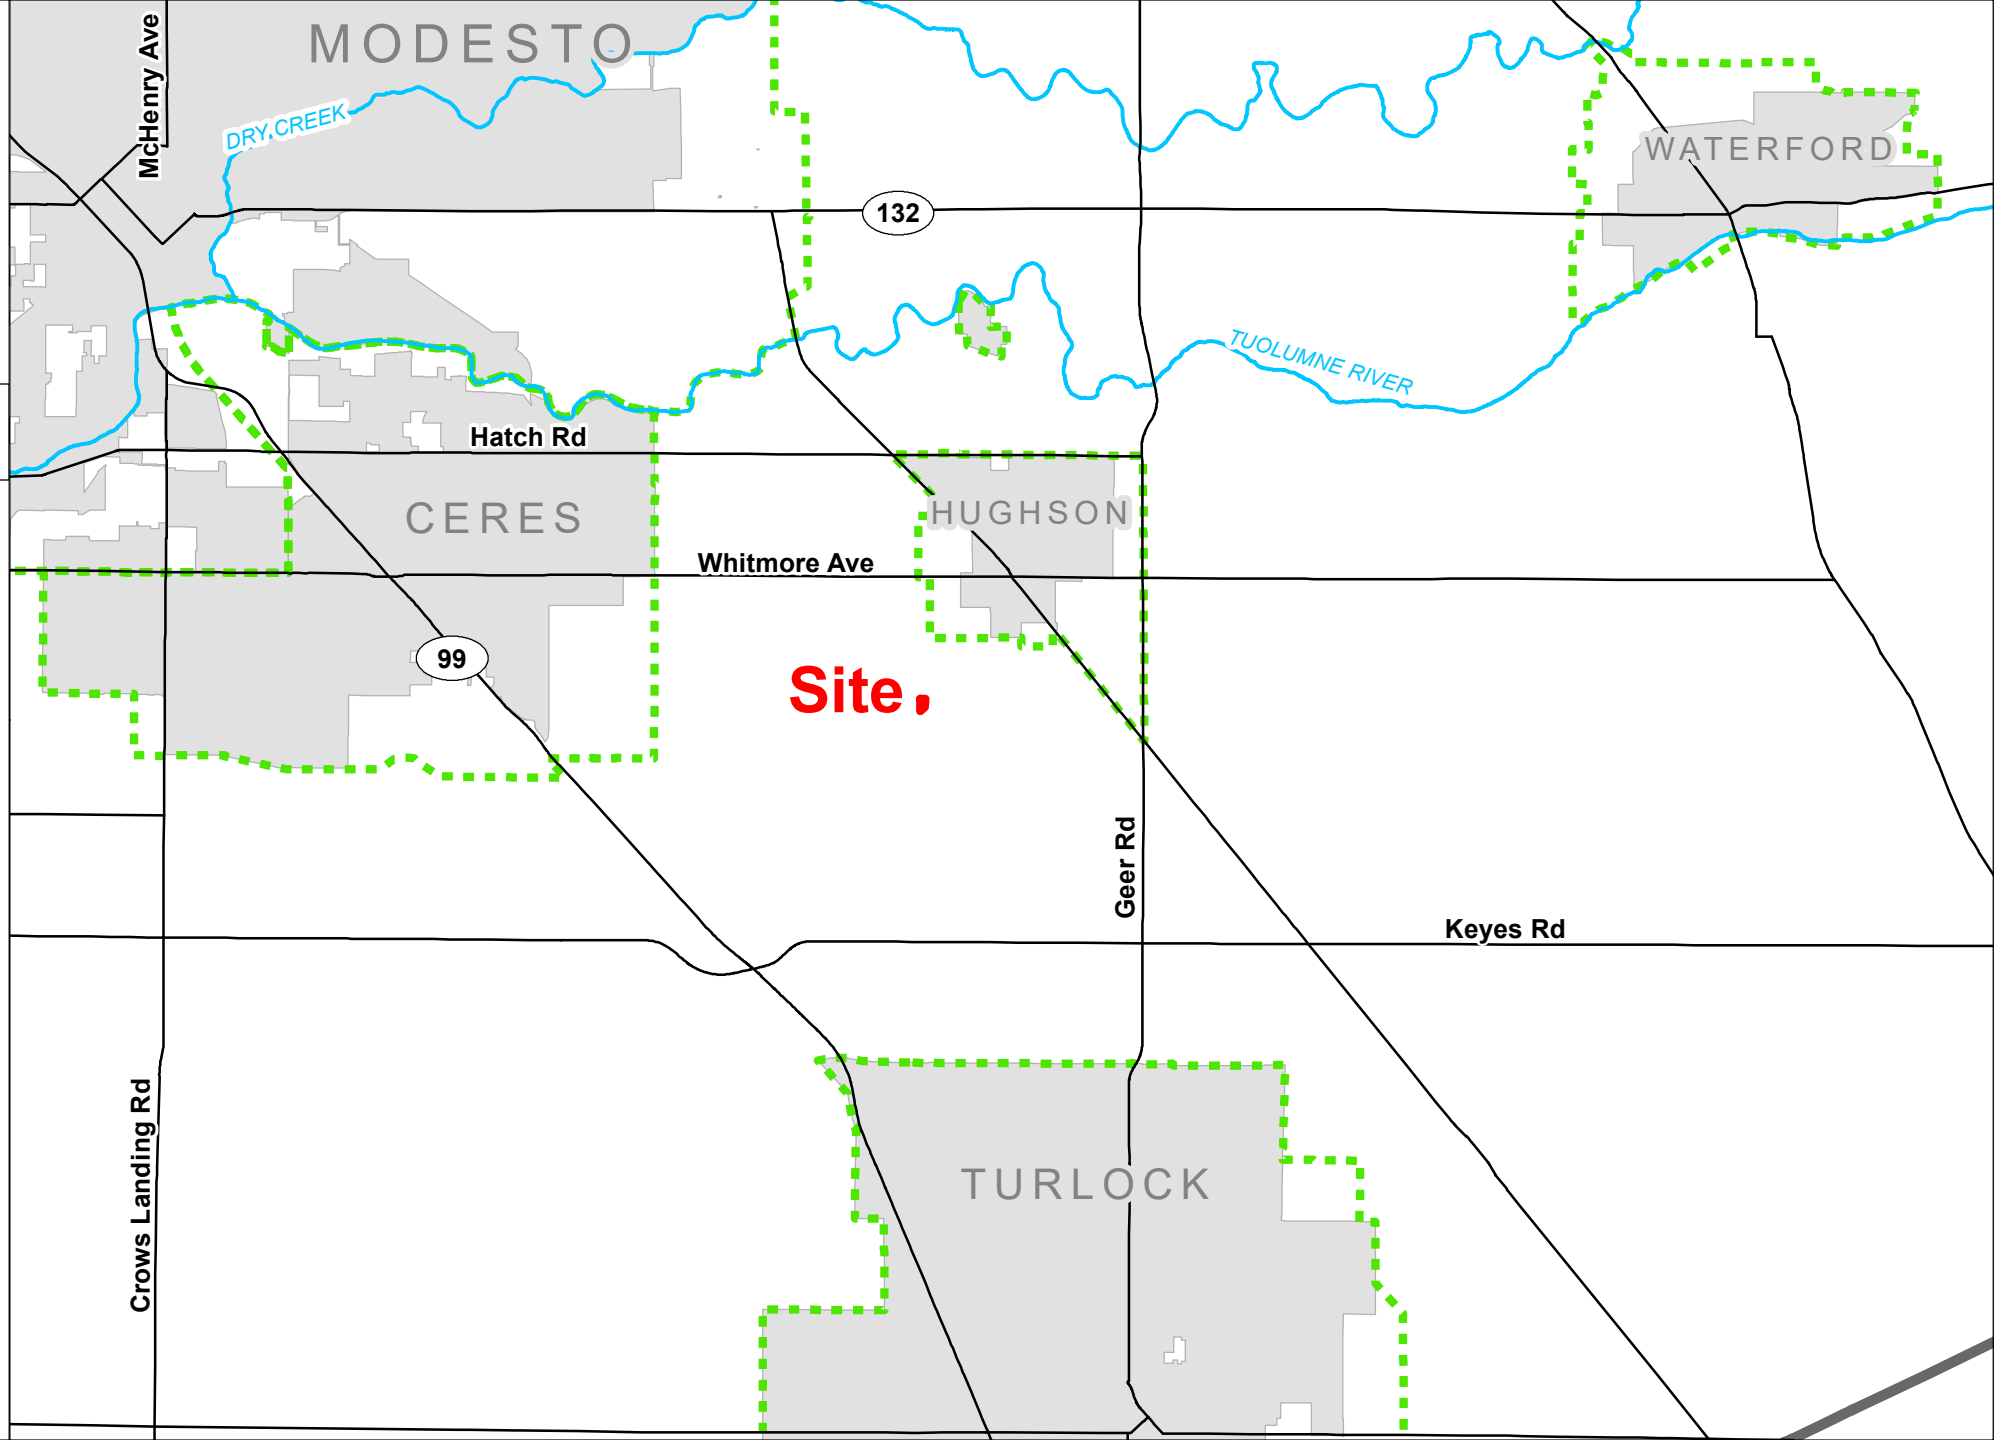 MODESTO
McHenry Ave
DRY CREEK
WATERFORD
132
TUOLUMNE RIVER
Hatch Rd
CERES
HUGHSON
Whitmore Ave
99
Site
Geer Rd
Keyes Rd
Crows Landing Rd
TURLOCK